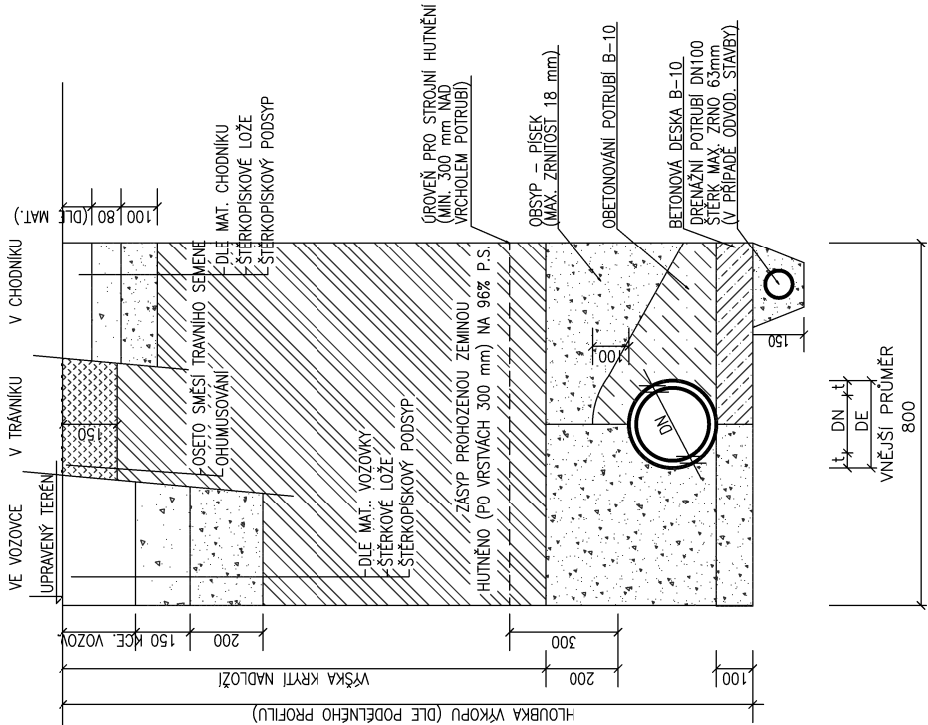 VE VOZOVCE
V TRÁVNÍKU
V CHODNÍKU
UPRAVENÝ TERÉN
(DLE MAT.)
80
100
150
KCE. VOZOV
150
200
DLE MAT. CHODNÍKU
ŠTĚRKOPÍSKOVÉ LOŽE
ŠTĚRKOPÍSKOVÝ PODSYP
OSETO SMĚSÍ TRAVNÍHO SEMENE
OHUMUSOVÁNÍ
DLE MAT. VOZOVKY
ŠTĚRKOVÉ LOŽE
ŠTĚRKOPÍSKOVÝ PODSYP
ZÁSYP PROHOZENOU ZEMINOU
HUTNĚNO (PO VRSTVÁCH 300 mm) NA 96% P.S.
ÚROVEŇ PRO STROJNÍ HUTNĚNÍ
(MIN. 300 mm NAD
VRCHOLEM POTRUBÍ)
OBSYP – PÍSEK
(MAX. ZRNITOST 18 mm)
OBETONOVÁNÍ POTRUBÍ B-10
BETONOVÁ DESKA B-10
DRENÁŽNÍ POTRUBÍ DN100
ŠTĚRK MAX. ZRNO 63mm
(V PŘÍPADĚ ODVOD. STAVBY)
HLOUBKA VÝKOPU (DLE PODÉLNÉHO PROFILU)
VÝŠKA KRYTÍ NADLOŽÍ
300
200
100
100
DN
150
t DN t
DE
VNĚJŠÍ PRŮMĚR
800